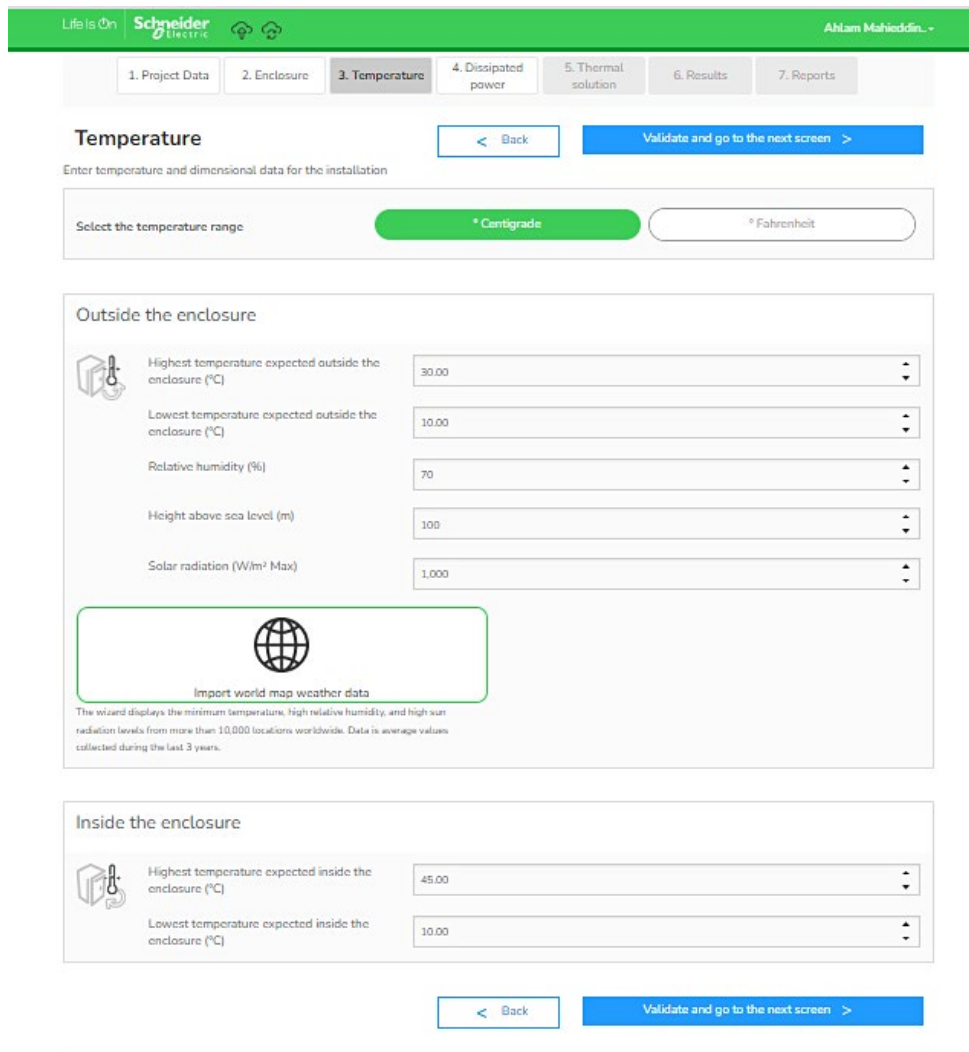 Life Is On Schneider Electric
Ahlam Mahieddin..
1. Project Data
2. Enclosure
3. Temperature
4. Dissipated
power
5. Thermal
solution
6. Results
7. Reports
Temperature
< Back
Validate and go to the next screen >
Enter temperature and dimensional data for the installation
Select the temperature range
° Centigrade
° Fahrenheit
Outside the enclosure
Highest temperature expected outside the
enclosure (°C)
30.00
Lowest temperature expected outside the
enclosure (°C)
10.00
Relative humidity (%)
70
Height above sea level (m)
100
Solar radiation (W/m² Max)
1,000
Import world map weather data
The wizard displays the minimum temperature, high relative humidity, and high sun
radiation levels from more than 10,000 locations worldwide. Data is average values
collected during the last 3 years.
Inside the enclosure
Highest temperature expected inside the
enclosure (°C)
45.00
Lowest temperature expected inside the
enclosure (°C)
10.00
< Back
Validate and go to the next screen >